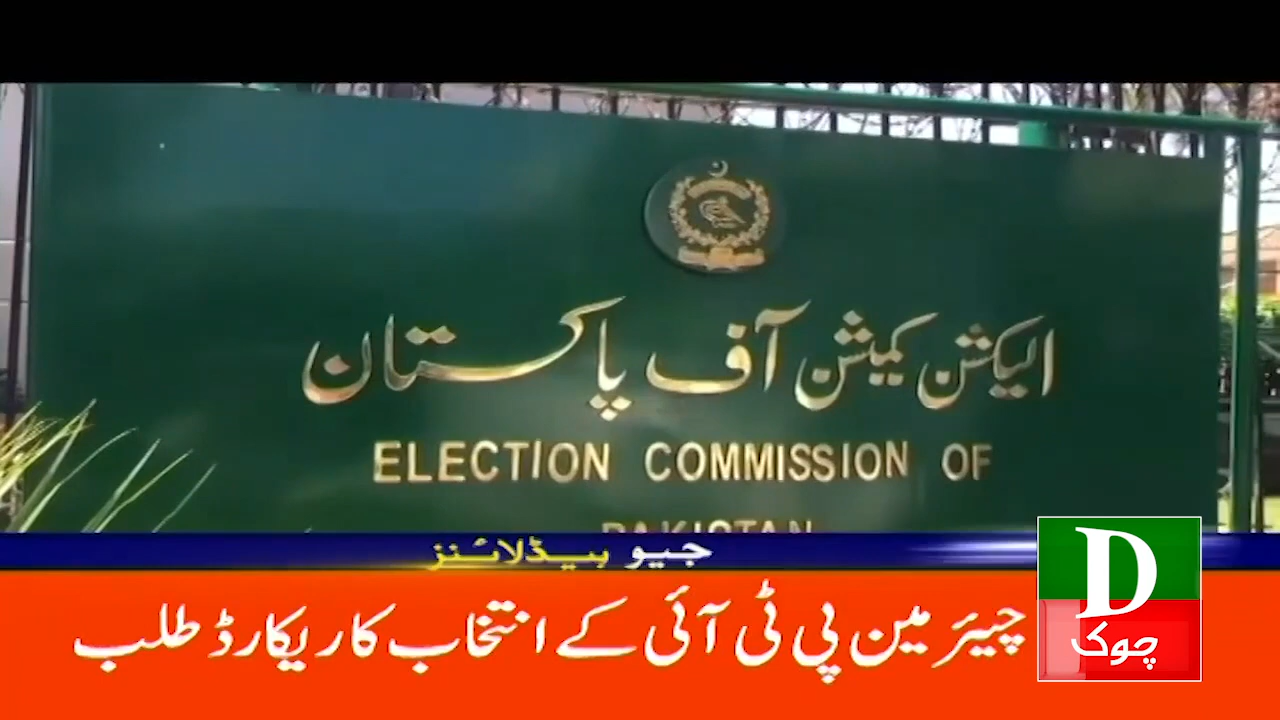 الیکشن کمیشن آف پاکستان
ELECTION COMMISSION OF
PAKISTAN
جیو ہیڈلائنز
چیئرمین پی ٹی آئی کے انتخاب کا ریکارڈ طلب
D
چوک